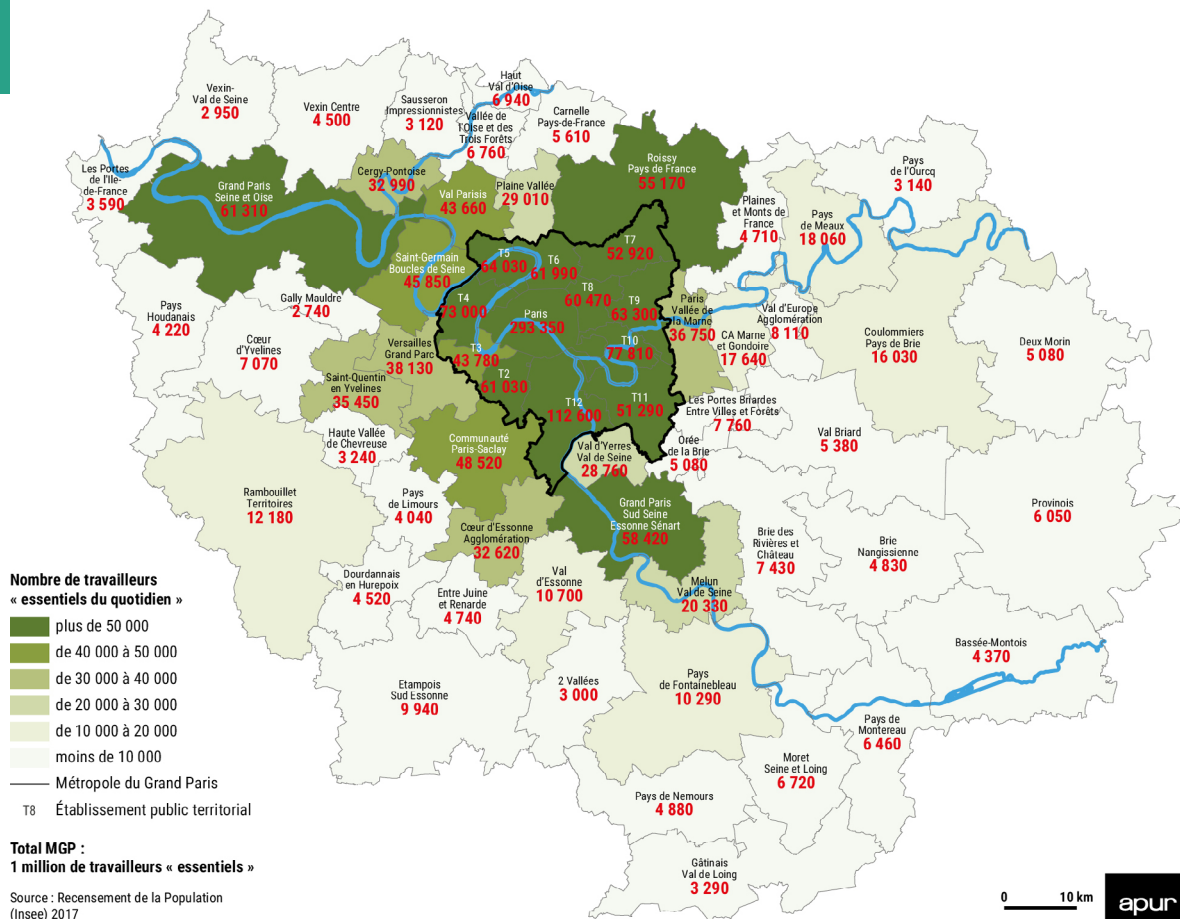 Haut
Val d'Oise
6 940
Vexin-
Val de Seine
2 950
Vexin Centre
4 500
Sausseron
Impressionnistes
3 120
Vallée de
l'Oise et des
Trois Forêts
6 760
Carnelle
Pays-de-France
5 610
Les Portes
de l'Ile-
de-France
3 590
Grand Paris
Seine et Oise
61 310
Cergy-Pontoise
32 990
Val Parisis
43 660
Plaine Vallée
29 010
Roissy
Pays de France
55 170
Plaines
et Monts de
France
4 710
Pays
de Meaux
18 060
Pays
de l'Ourcq
3 140
Saint-Germain
Boucles de Seine
45 850
T5
64 030
T6
61 990
T7
52 920
T8
60 470
T4
73 000
Paris
293 350
T9
63 300
Paris
Vallée de
la Marne
36 750
Val d'Europe
Agglomération
8 110
CA Marne
et Gondoire
17 640
Coulommiers
Pays de Brie
16 030
Deux Morin
5 080
Pays
Houdanais
4 220
Gally Mauldre
2 740
Cœur
d'Yvelines
7 070
Versailles
Grand Parc
38 130
T3
43 780
T10
77 810
T2
61 030
T12
112 600
T11
51 290
Saint-Quentin
en Yvelines
35 450
Les Portes Briardes
Entre Villes et Forêts
7 760
Val Briard
5 380
Haute Vallée
de Chevreuse
3 240
Communauté
Paris-Saclay
48 520
Val d'Yerres
Val de Seine
28 760
Orée
de la Brie
5 080
Rambouillet
Territoires
12 180
Pays
de Limours
4 040
Cœur d'Essonne
Agglomération
32 620
Grand Paris
Sud Seine
Essonne Sénart
58 420
Brie des
Rivières et
Château
7 430
Brie
Nangissienne
4 830
Provinois
6 050
Dourdannais
en Hurepoix
4 520
Entre Juine
et Renarde
4 740
Val
d'Essonne
10 700
Melun
Val de Seine
20 330
Bassée-Montois
4 370
Etampois
Sud Essonne
9 940
2 Vallées
3 000
Pays
de Fontainebleau
10 290
Pays de
Montereau
6 460
Moret
Seine et Loing
6 720
Pays de Nemours
4 880
Gâtinais
Val de Loing
3 290
Nombre de travailleurs
« essentiels du quotidien »
plus de 50 000
de 40 000 à 50 000
de 30 000 à 40 000
de 20 000 à 30 000
de 10 000 à 20 000
moins de 10 000
Métropole du Grand Paris
T8 Établissement public territorial
Total MGP :
1 million de travailleurs « essentiels »
Source : Recensement de la Population
(Insee) 2017
0 10 km
apur